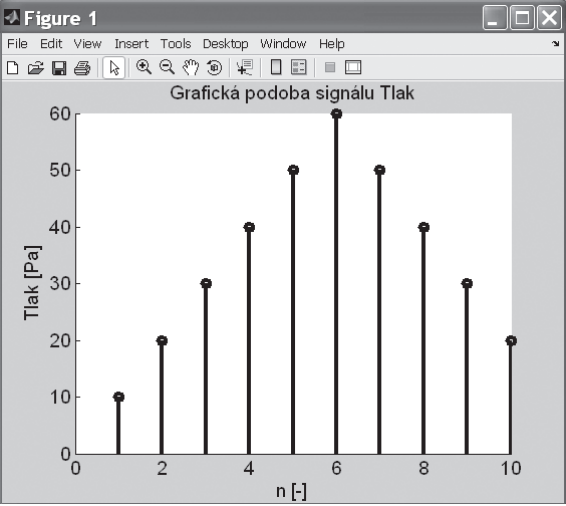 Figure 1
File Edit View Insert Tools Desktop Window Help
Grafická podoba signálu Tlak
60
50
40
30
20
10
0
Tlak [Pa]
0 2 4 6 8 10
n [-]